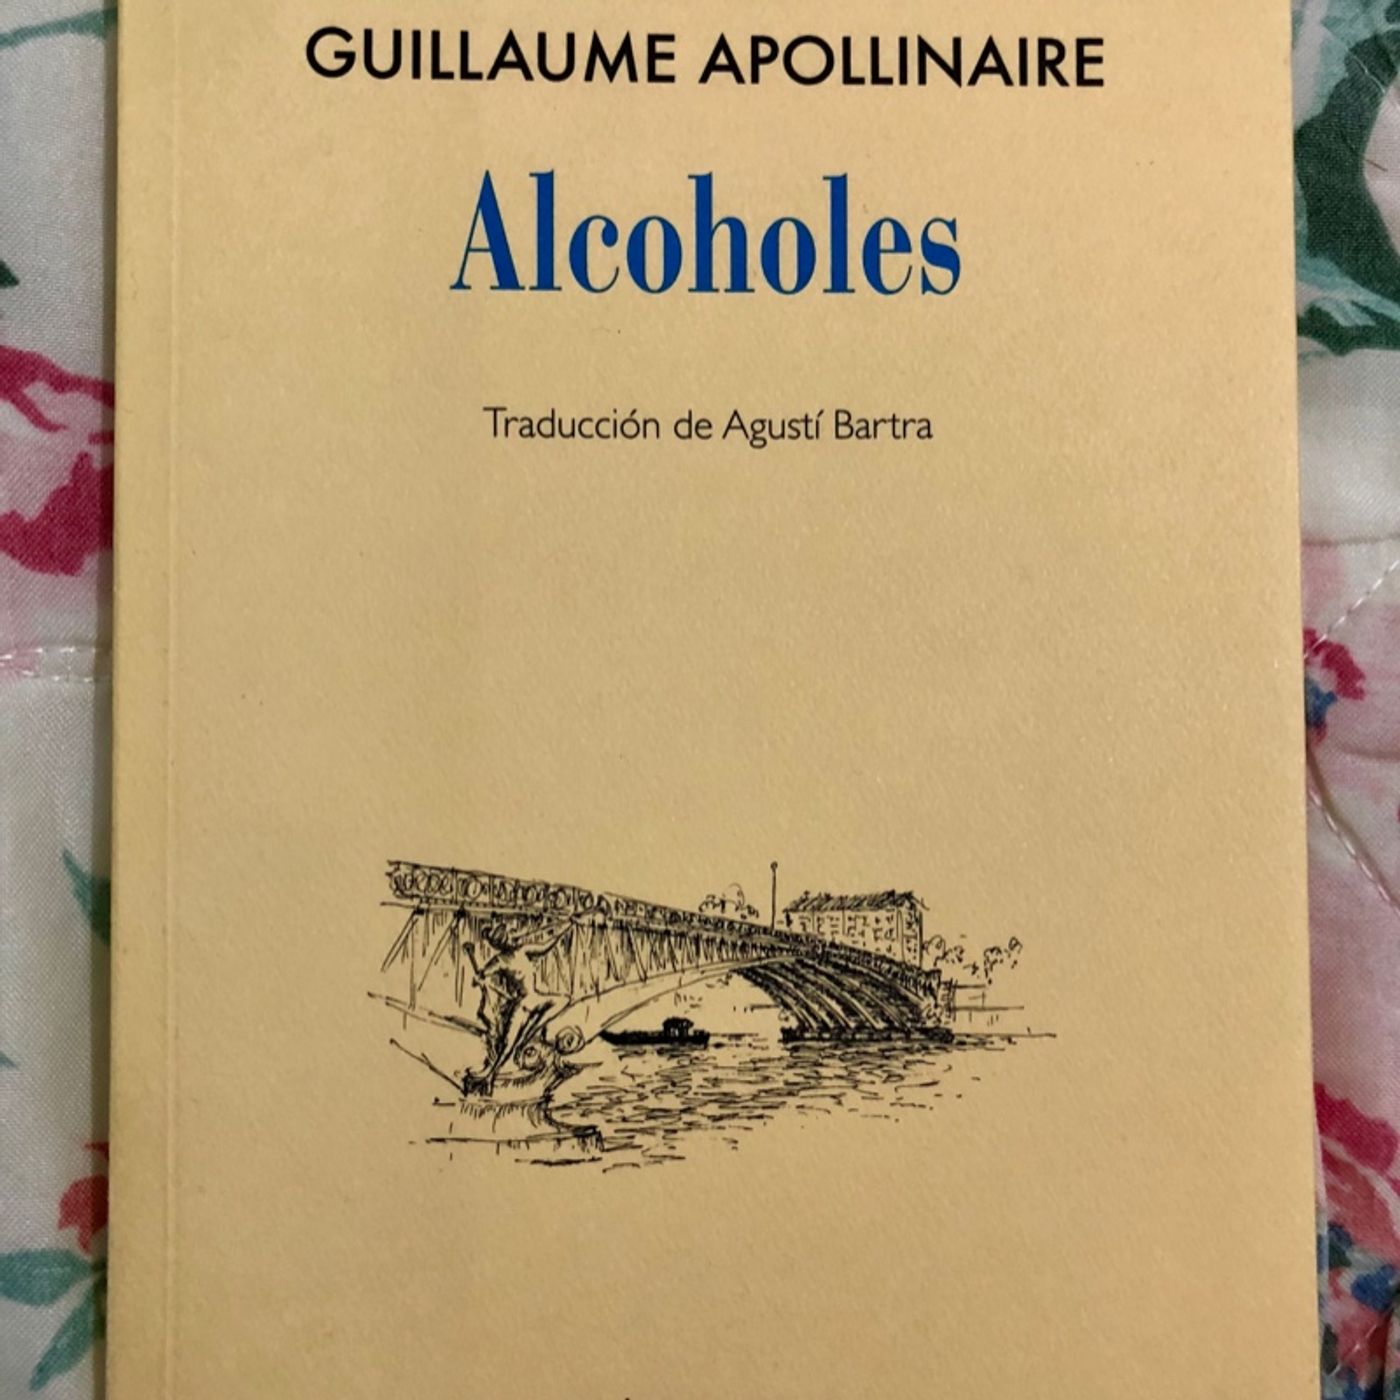 GUILLAUME APOLLINAIRE
Alcoholes
Traducción de Agustí Bartra